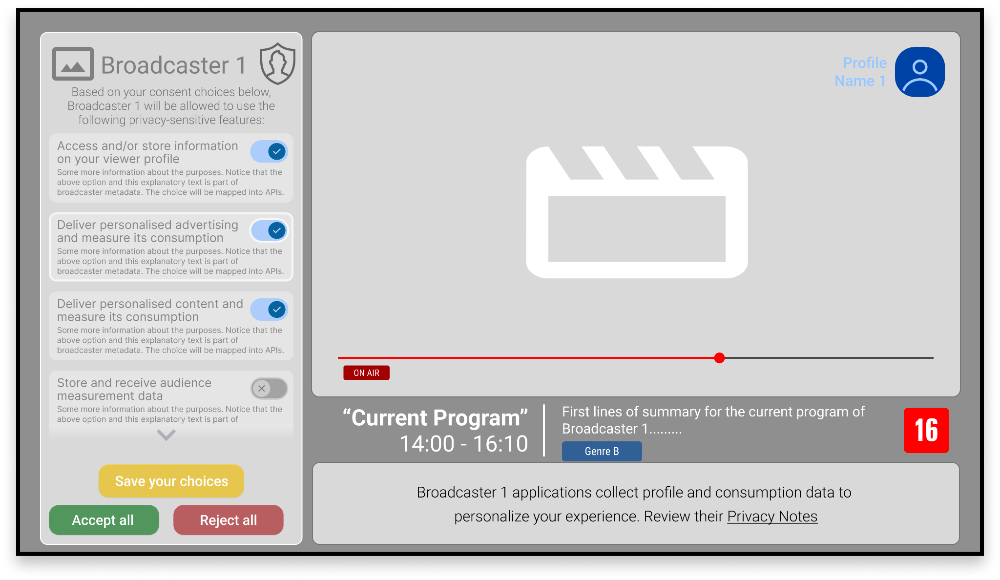 Broadcaster 1
Based on your consent choices below,
Broadcaster 1 will be allowed to use the
following privacy-sensitive features:
Access and/or store information
on your viewer profile
Some more information about the purposes. Notice that the
above option and this explanatory text is part of
broadcaster metadata. The choice will be mapped into APIs.
Deliver personalised advertising
and measure its consumption
Some more information about the purposes. Notice that the
above option and this explanatory text is part of
broadcaster metadata. The choice will be mapped into APIs.
Deliver personalised content and
measure its consumption
Some more information about the purposes. Notice that the
above option and this explanatory text is part of
broadcaster metadata. The choice will be mapped into APIs.
Store and receive audience
measurement data
Some more information about the purposes. Notice that the
above option and this explanatory text is part of
Save your choices
Accept all
Reject all
Profile
Name 1
ON AIR
“Current Program”
14:00 - 16:10
First lines of summary for the current program of
Broadcaster 1.........
Genre B
16
Broadcaster 1 applications collect profile and consumption data to
personalize your experience. Review their Privacy Notes